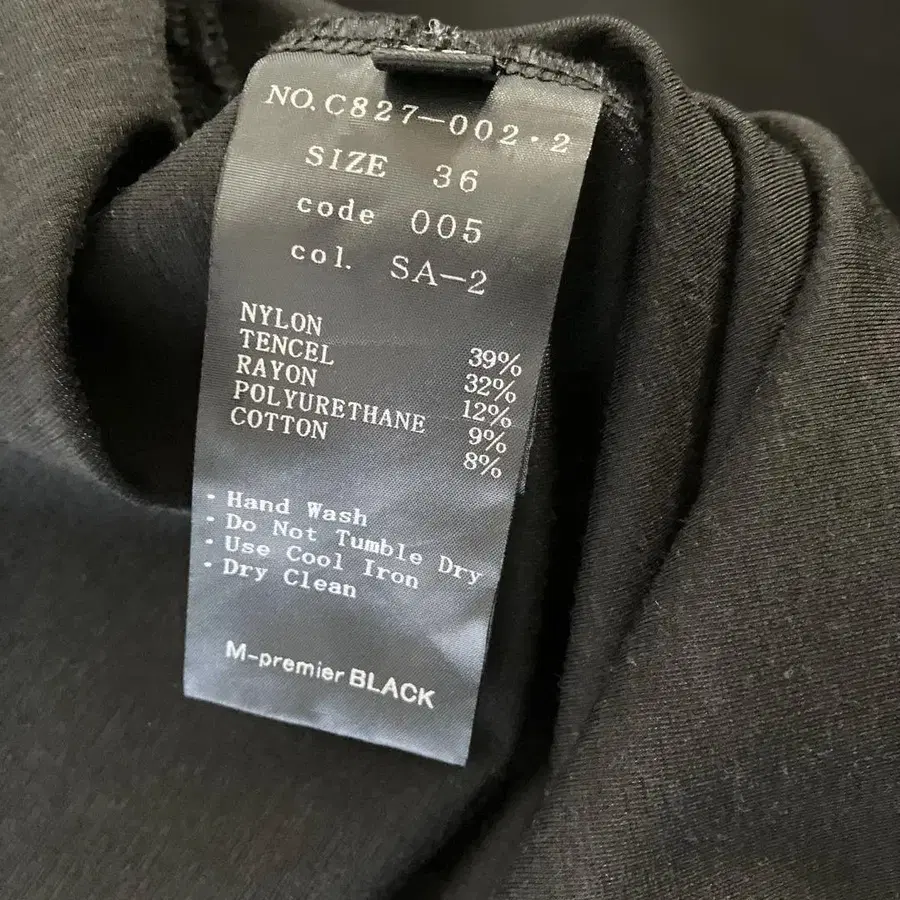 NO. C827-002・2
SIZE 36
code 005
col. SA-2
NYLON 39%
TENCEL 32%
RAYON 12%
POLYURETHANE 9%
COTTON 8%
・Hand Wash
・Do Not Tumble Dry
・Use Cool Iron
・Dry Clean
M-premier BLACK